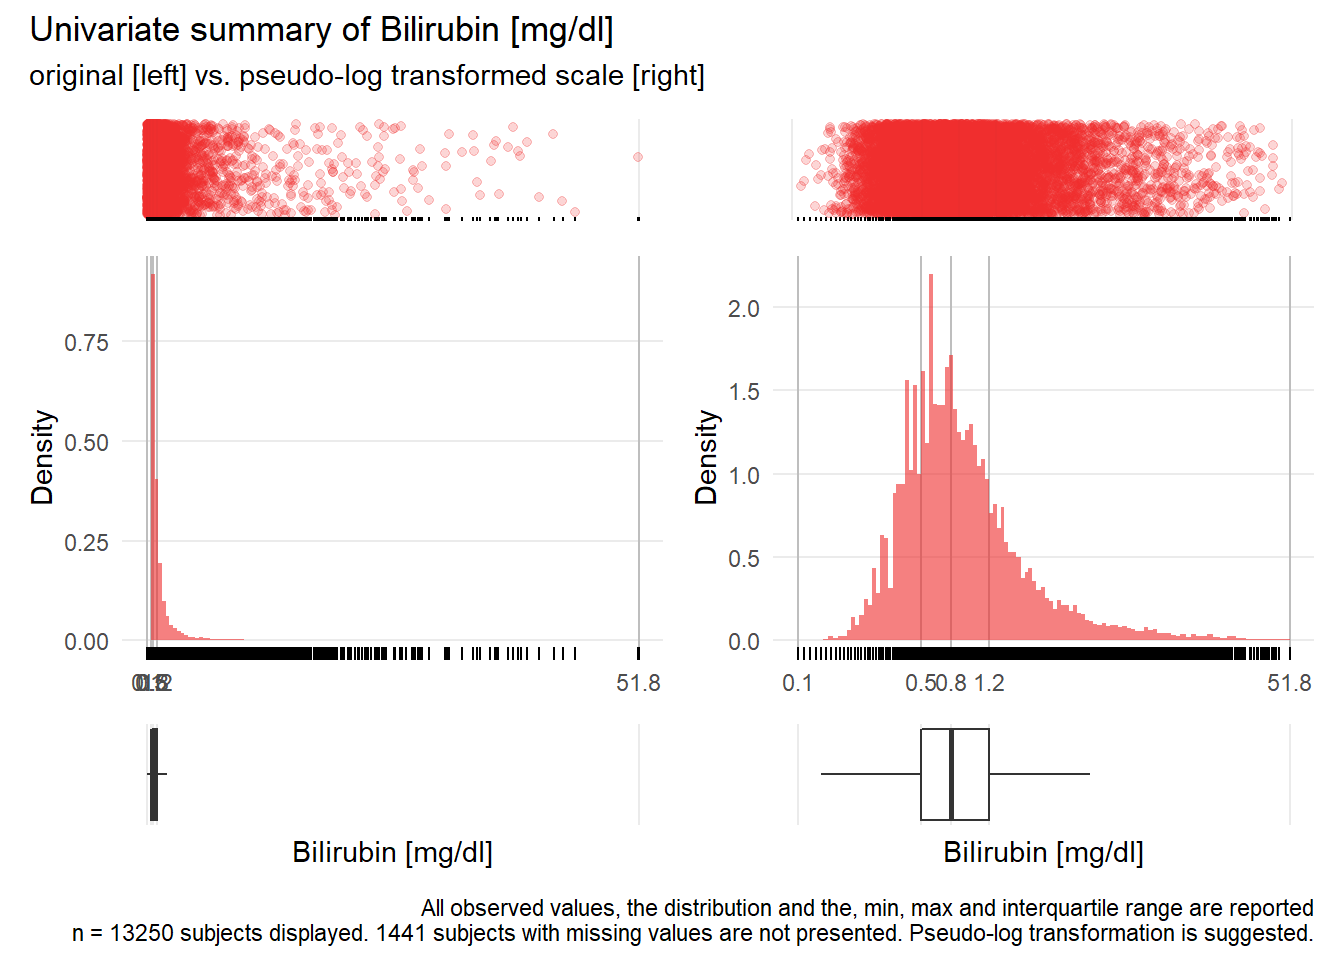 Univariate summary of Bilirubin [mg/dl]
original [left] vs. pseudo-log transformed scale [right]
Density
0.75
0.50
0.25
0.00
51.8
Bilirubin [mg/dl]
Density
2.0
1.5
1.0
0.5
0.0
0.1 0.5 0.8 1.2 51.8
Bilirubin [mg/dl]
All observed values, the distribution and the, min, max and interquartile range are reported
n = 13250 subjects displayed. 1441 subjects with missing values are not presented. Pseudo-log transformation is suggested.